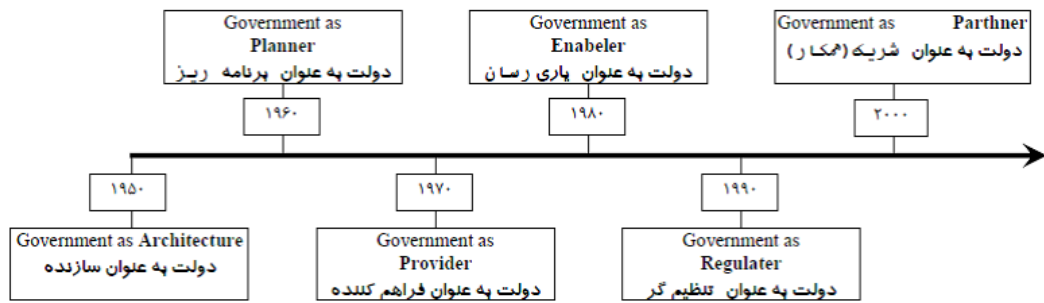 Government as
Planner
دولت به عنوان برنامه ریز
Government as
Enabeler
دولت به عنوان یاری رسان
Government as Parthner
دولت به عنوان شریک(همکار)
۱۹۶۰
۱۹۸۰
۲۰۰۰
۱۹۵۰
۱۹۷۰
۱۹۹۰
Government as Architecture
دولت به عنوان سازنده
Government as
Provider
دولت به عنوان فراهم کننده
Government as
Regulater
دولت به عنوان تنظیم گر